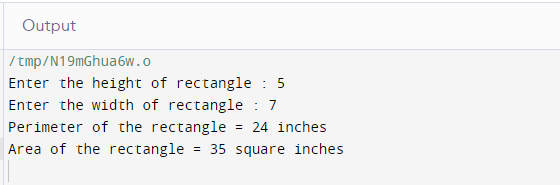 Output
/tmp/N19mGhua6w.o
Enter the height of rectangle : 5
Enter the width of rectangle : 7
Perimeter of the rectangle = 24 inches
Area of the rectangle = 35 square inches